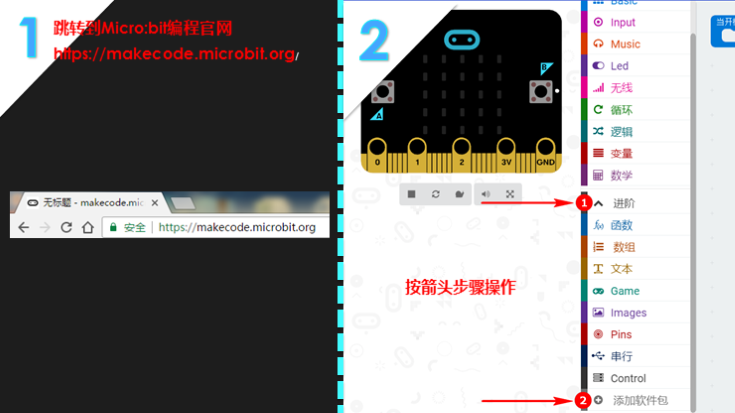 1
跳转到Micro:bit编程官网
https://makecode.microbit.org/
无标题 - makecode.mic
安全
https://makecode.microbit.org
2
B
A
0
1
2
3V
GND
按箭头步骤操作
Basic
Input
Music
Led
无线
循环
逻辑
变量
数学
1
进阶
函数
数组
文本
Game
Images
Pins
串行
Control
2
添加软件包
当开机